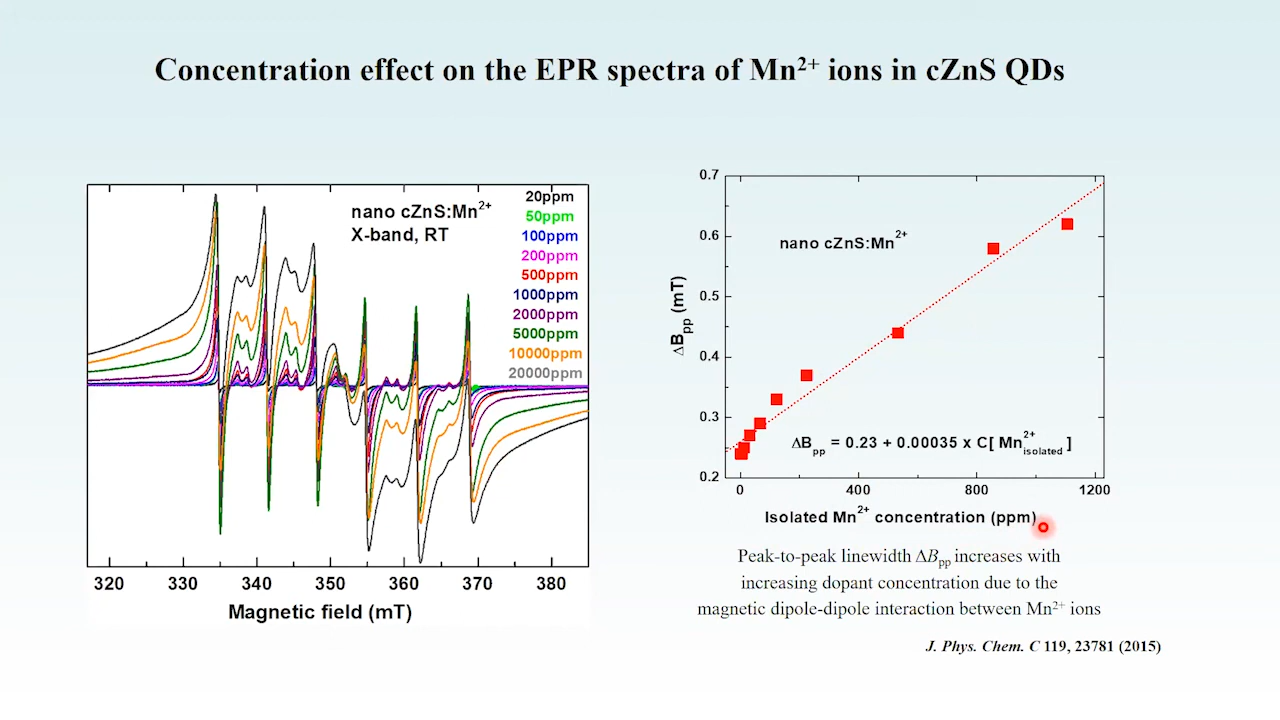 Concentration effect on the EPR spectra of Mn²⁺ ions in cZnS QDs
nano cZnS:Mn²⁺
X-band, RT
20ppm
50ppm
100ppm
200ppm
500ppm
1000ppm
2000ppm
5000ppm
10000ppm
20000ppm
320 330 340 350 360 370 380
Magnetic field (mT)
0.7
0.6
0.5
0.4
0.3
0.2
ΔBpp (mT)
nano cZnS:Mn²⁺
ΔBpp = 0.23 + 0.00035 x C[ Mn²⁺isolated ]
0 400 800 1200
Isolated Mn²⁺ concentration (ppm)
Peak-to-peak linewidth ΔBpp increases with
increasing dopant concentration due to the
magnetic dipole-dipole interaction between Mn²⁺ ions
J. Phys. Chem. C 119, 23781 (2015)